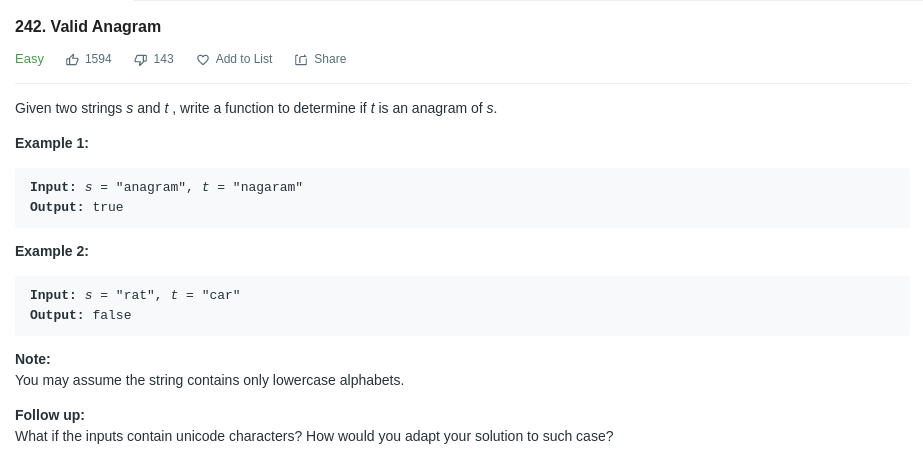 242. Valid Anagram
Easy 1594 143 Add to List Share
Given two strings s and t , write a function to determine if t is an anagram of s.
Example 1:
Input: s = "anagram", t = "nagaram"
Output: true
Example 2:
Input: s = "rat", t = "car"
Output: false
Note:
You may assume the string contains only lowercase alphabets.
Follow up:
What if the inputs contain unicode characters? How would you adapt your solution to such case?